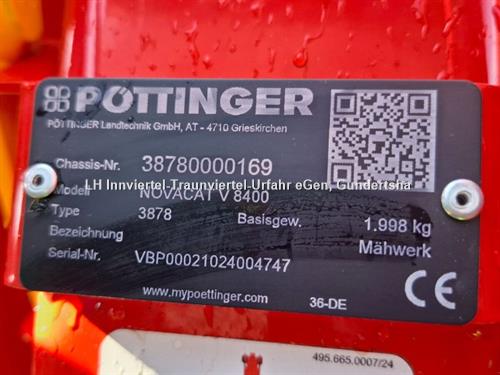 PÖTTINGER
PÖTTINGER Landtechnik GmbH, AT - 4710 Grieskirchen
Chassis-Nr. 38780000169
LH Innviertel Traunviertel Urfahr eGen, Gundertsha
Modell NOVACAT V 8400
Type 3878 Basisgew. 1.998 kg
Bezeichnung Mähwerk
Serial-Nr. VBP00021024004747
CE
www.mypoettinger.com 36-DE
495.665.0007/24